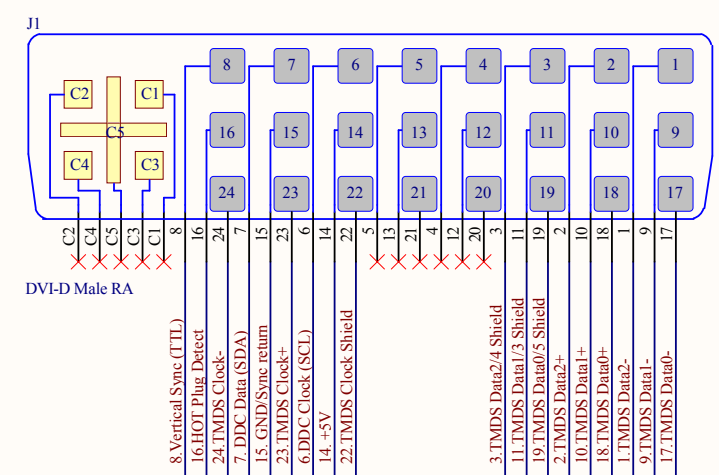 J1
8 7 6 5 4 3 2 1
C2 C1
16 15 14 13 12 11 10 9
C5
C4 C3
24 23 22 21 20 19 18 17
C2 C4 C5 C3 C1 8 16 24 7 15 23 6 14 22 5 13 21 4 12 20 3 11 19 2 10 18 1 9 17
DVI-D Male RA
8.Vertical Sync (TTL)
16.HOT Plug Detect
24.TMDS Clock-
7. DDC Data (SDA)
15. GND/Sync return
23.TMDS Clock+
6.DDC Clock (SCL)
14. +5V
22.TMDS Clock Shield
3.TMDS Data2/4 Shield
11.TMDS Data1/3 Shield
19.TMDS Data0/5 Shield
2.TMDS Data2+
10.TMDS Data1+
18.TMDS Data0+
1.TMDS Data2-
9.TMDS Data1-
17.TMDS Data0-